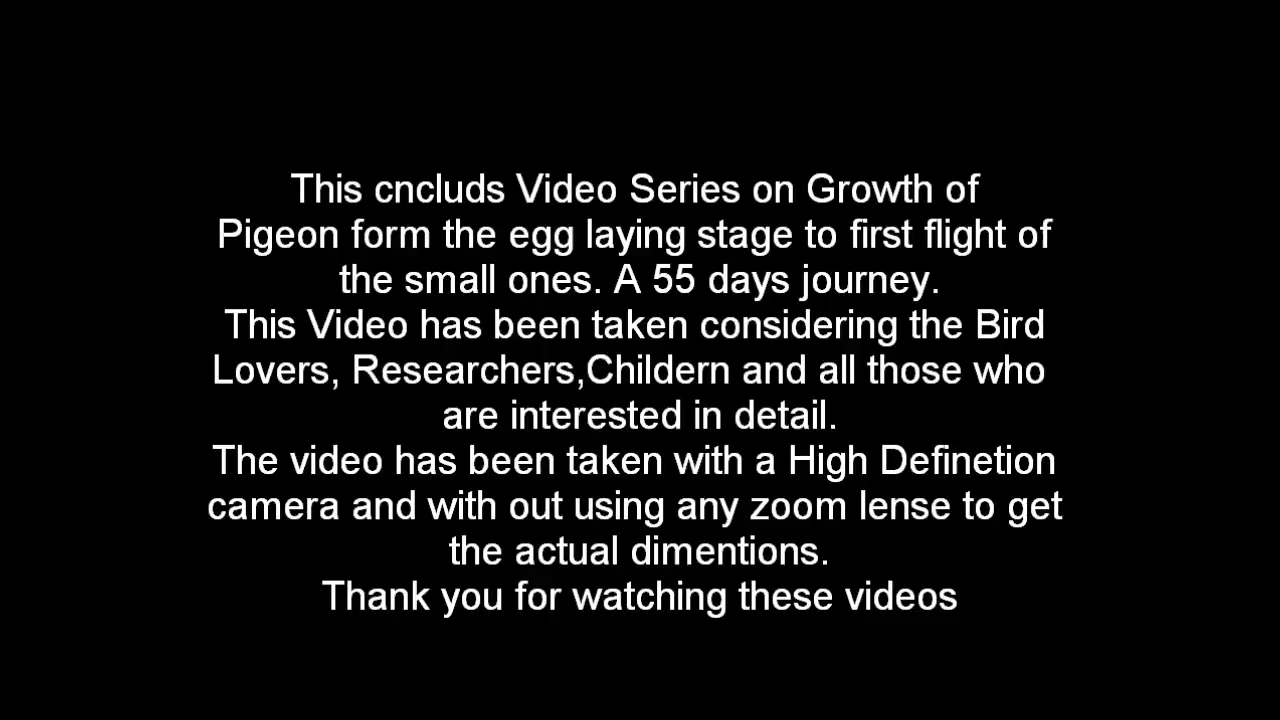 This cncluds Video Series on Growth of
Pigeon form the egg laying stage to first flight of
the small ones. A 55 days journey.
This Video has been taken considering the Bird
Lovers, Researchers,Childern and all those who
are interested in detail.
The video has been taken with a High Definetion
camera and with out using any zoom lense to get
the actual dimentions.
Thank you for watching these videos